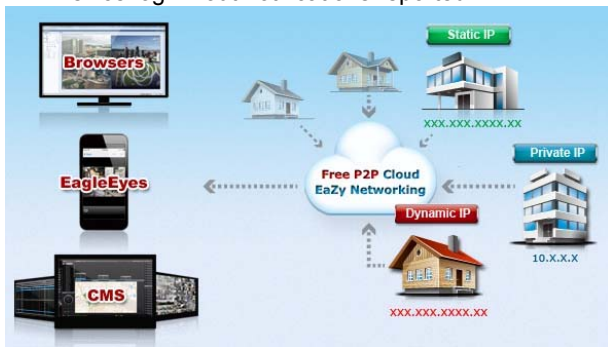 Browsers
Static IP
xxx.xxx.xxxx.xx
Free P2P Cloud
EaZy Networking
Private IP
10.X.X.X
EagleEyes
Dynamic IP
xxx.xxx.xxxx.xx
CMS